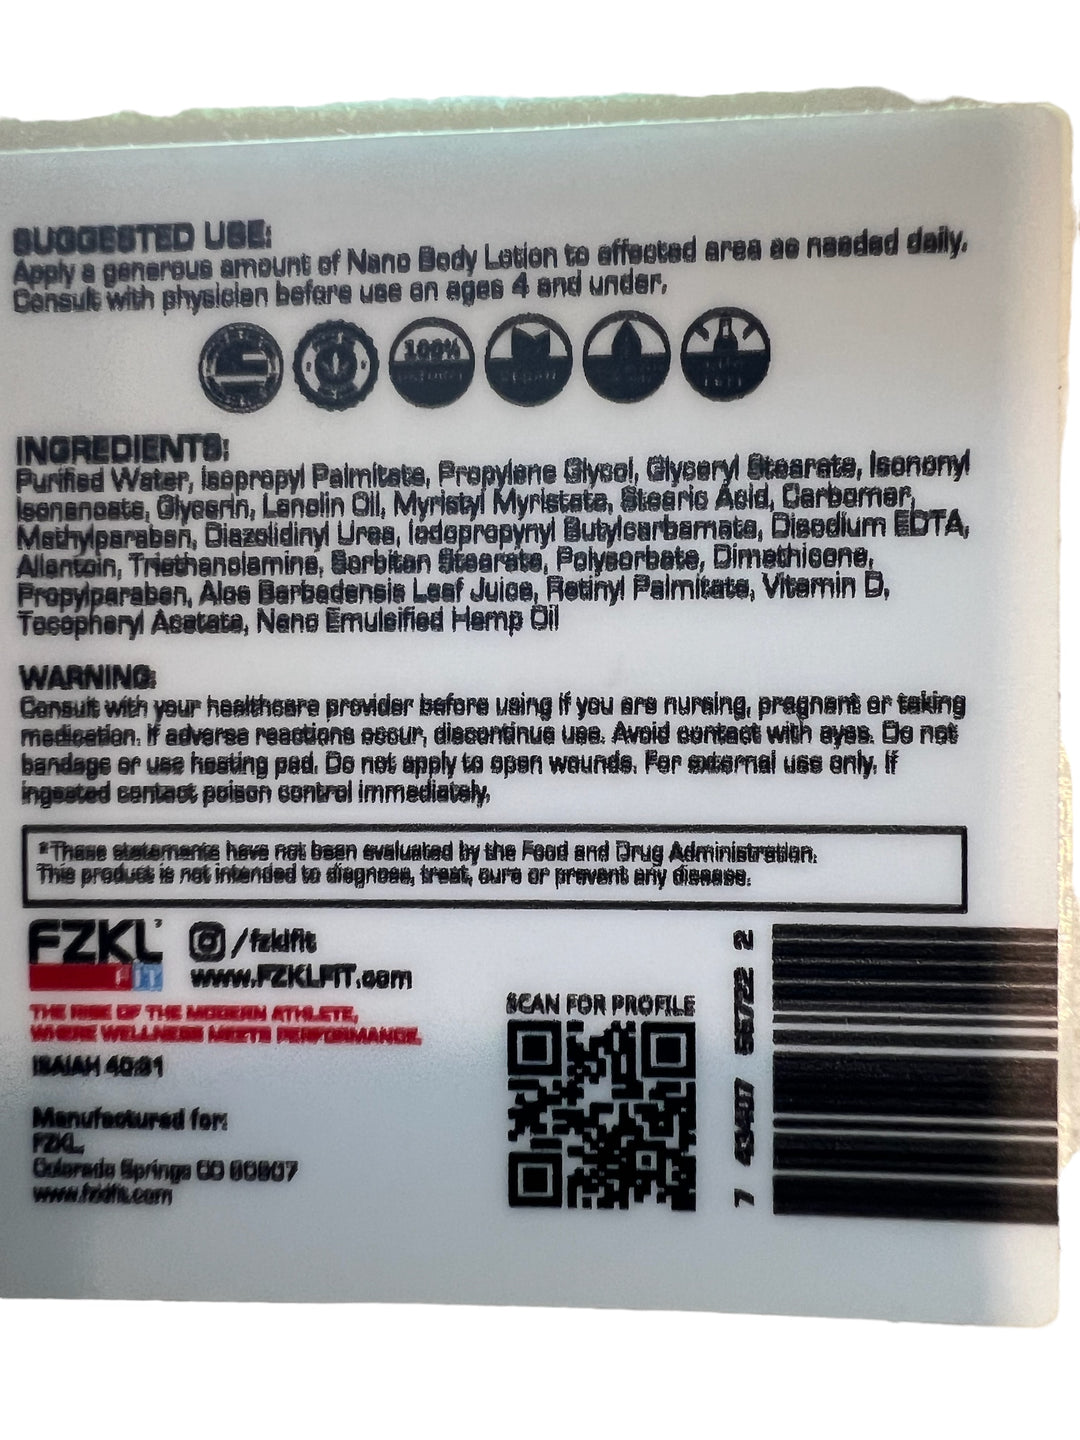 SUGGESTED USE:
Apply a generous amount of Nano Body Lotion to affected area as needed daily.
Consult with physician before use on ages 4 and under.
100%
INGREDIENTS:
Purified Water, Isopropyl Palmitate, Propylene Glycol, Glyceryl Stearate, Isononyl
Isononanoate, Glycerin, Lanolin Oil, Myristyl Myristate, Stearic Acid, Carbomer,
Methylparaben, Diazolidinyl Urea, Iodopropynyl Butylcarbamate, Disodium EDTA,
Allantoin, Triethanolamine, Sorbitan Stearate, Polysorbate, Dimethicone,
Propylparaben, Aloe Barbadensis Leaf Juice, Retinyl Palmitate, Vitamin D,
Tocopheryl Acetate, Nano Emulsified Hemp Oil
WARNING:
Consult with your healthcare provider before using if you are nursing, pregnant or taking
medication. If adverse reactions occur, discontinue use. Avoid contact with eyes. Do not
bandage or use heating pad. Do not apply to open wounds. For external use only. If
ingested contact poison control immediately.
*These statements have not been evaluated by the Food and Drug Administration.
This product is not intended to diagnose, treat, cure or prevent any disease.
FZKL
FIT
/fzklfit
www.FZKLFIT.com
THE RISE OF THE MODERN ATHLETE,
WHERE WELLNESS MEETS PERFORMANCE.
ISAIAH 40:31
Manufactured for:
FZKL
Colorado Springs CO 80907
www.fzklfit.com
SCAN FOR PROFILE
7
2